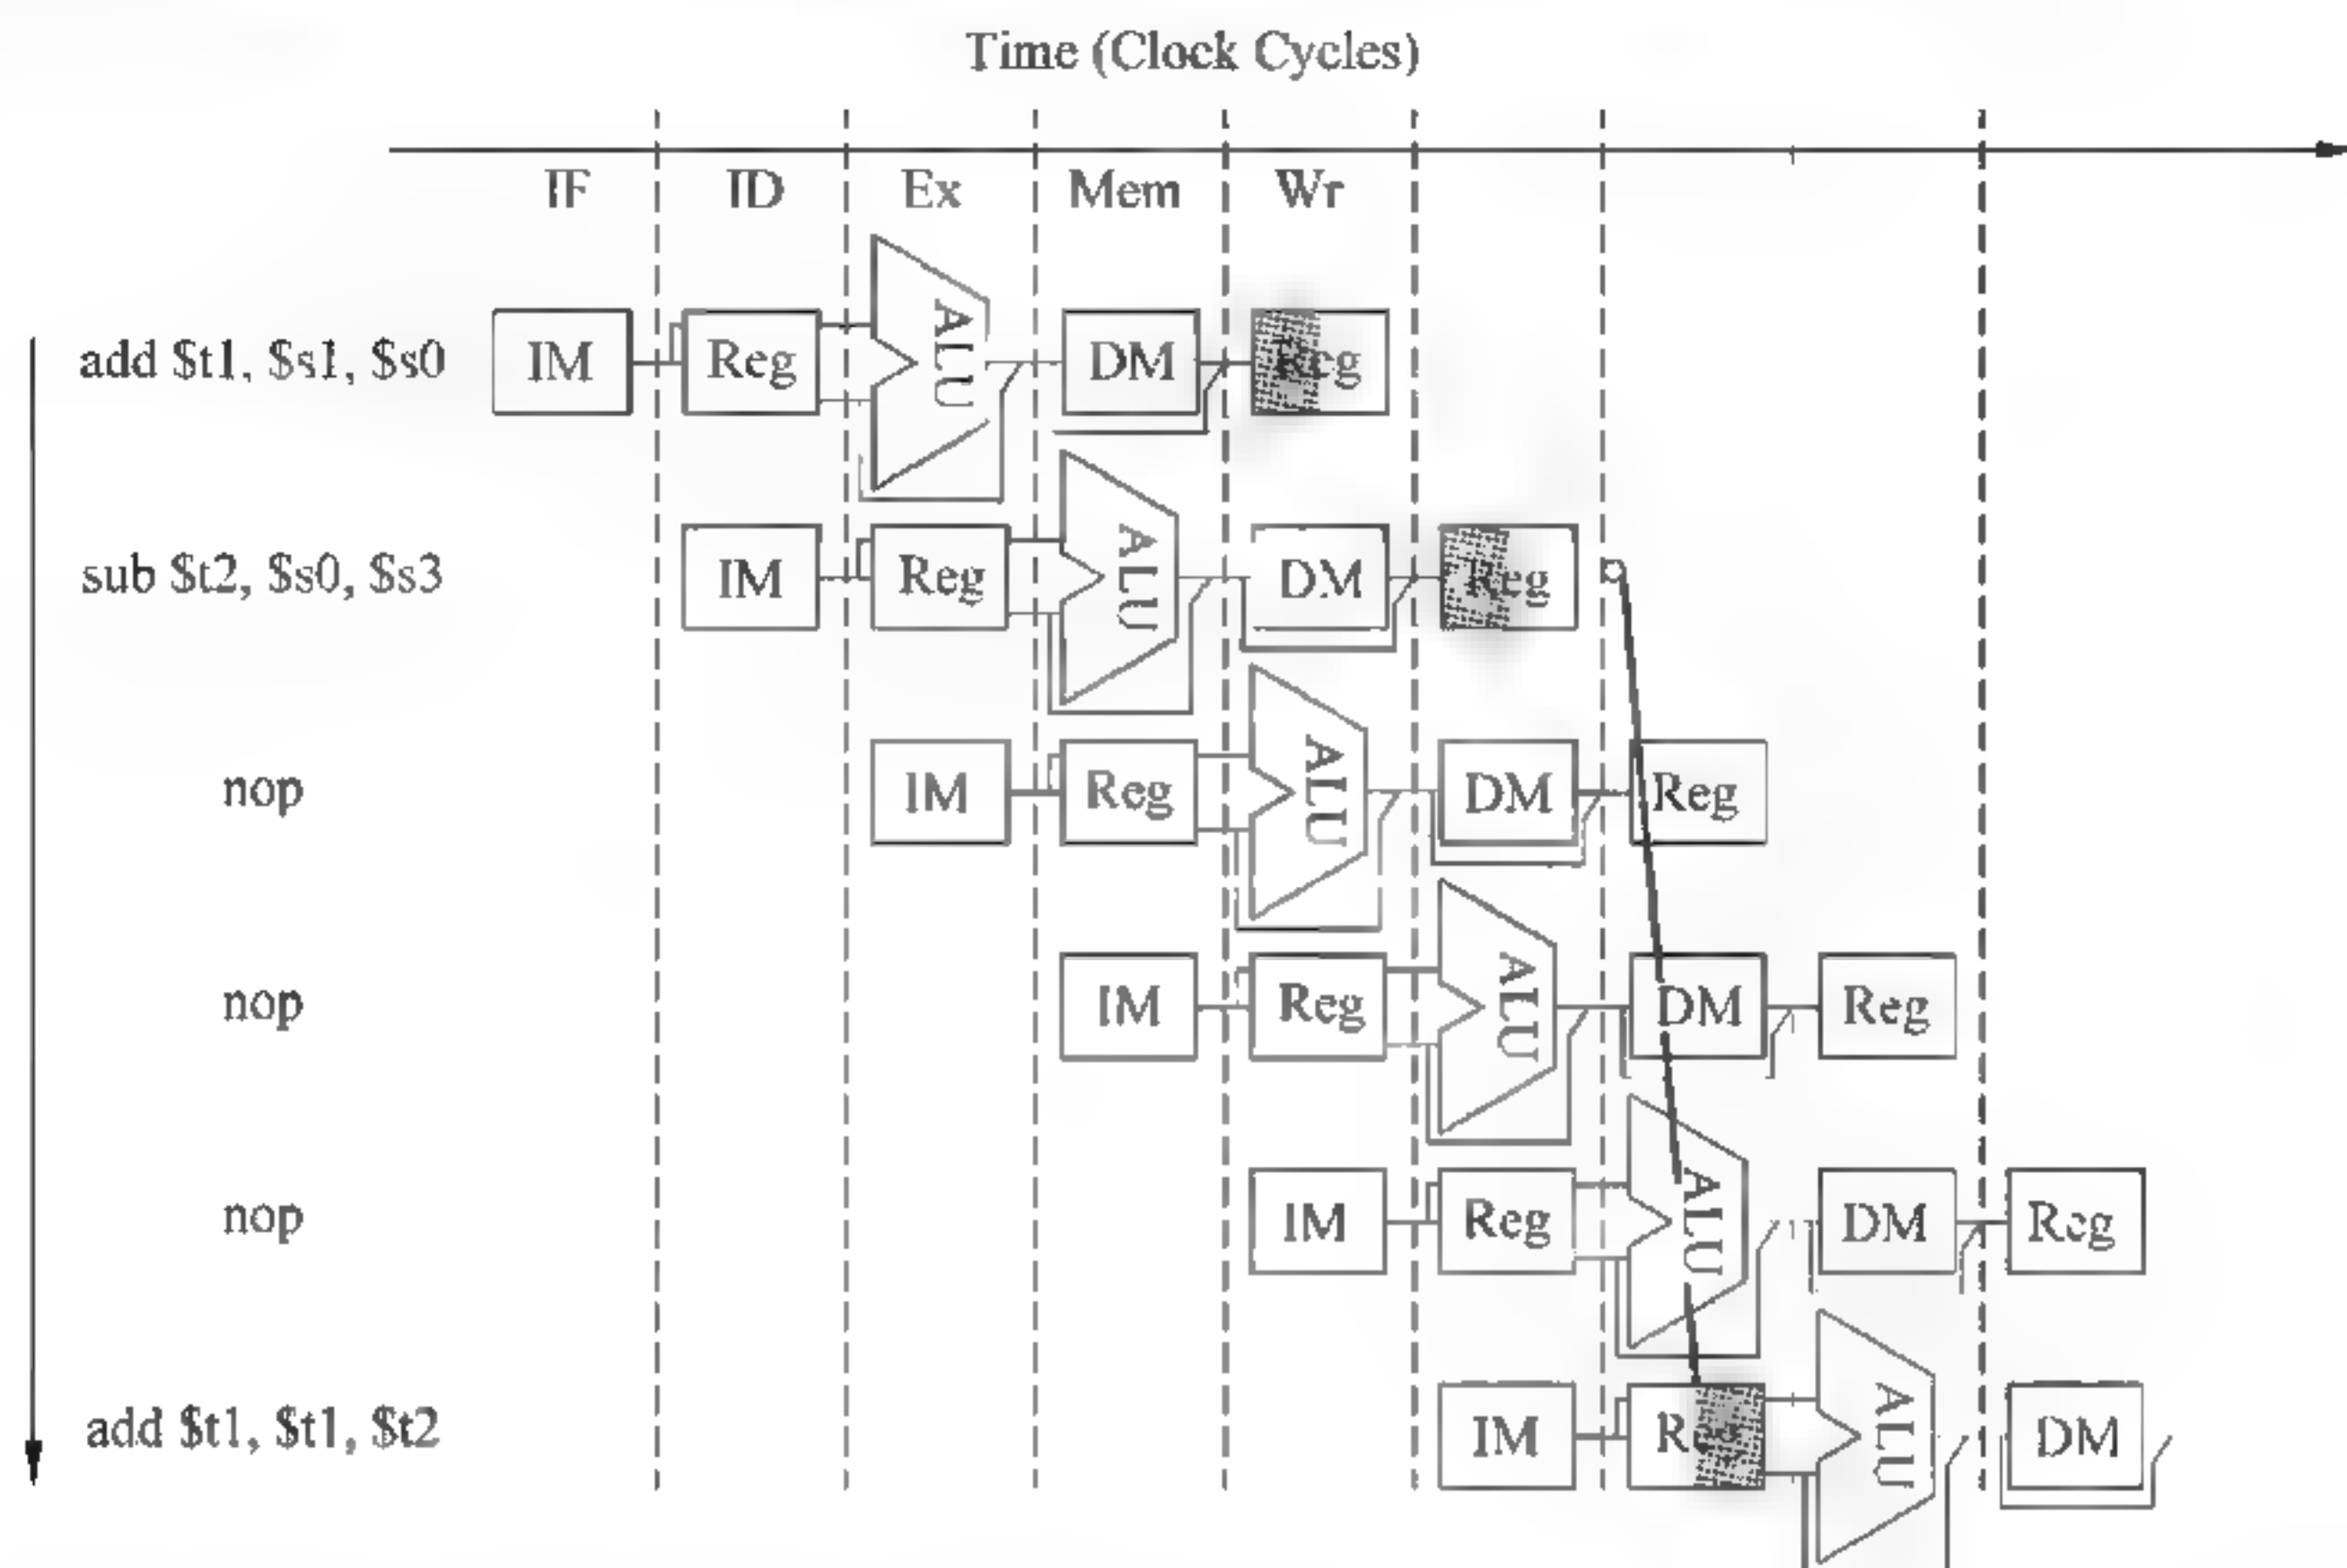 Time (Clock Cycles)
IF ID Ex Mem Wr
add $t1, $s1, $s0 IM Reg ALU DM Reg
sub $t2, $s0, $s3 IM Reg ALU DM Reg
nop IM Reg ALU DM Reg
nop IM Reg ALU DM Reg
nop IM Reg ALU DM Reg
add $t1, $t1, $t2 IM Reg ALU DM